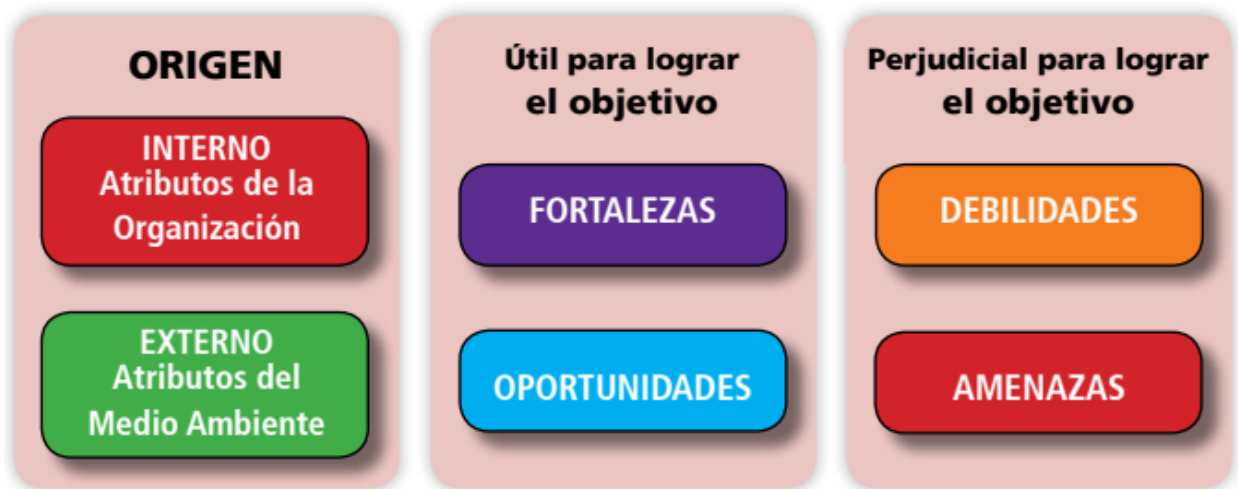 ORIGEN
INTERNO
Atributos de la
Organización
EXTERNO
Atributos del
Medio Ambiente
Útil para lograr
el objetivo
FORTALEZAS
OPORTUNIDADES
Perjudicial para lograr
el objetivo
DEBILIDADES
AMENAZAS